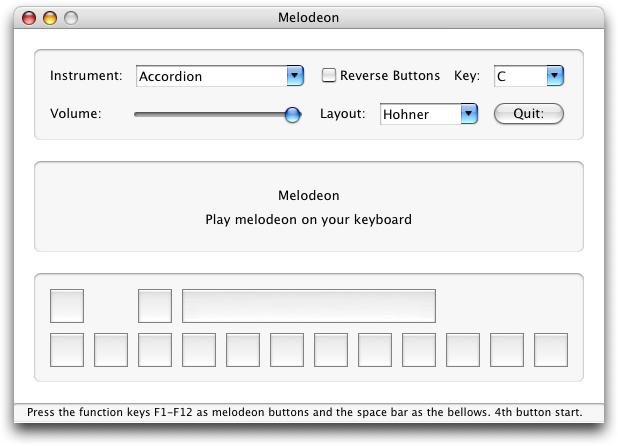 Melodeon
Instrument: Accordion Reverse Buttons Key: C
Volume: Layout: Hohner Quit:
Melodeon
Play melodeon on your keyboard
Press the function keys F1-F12 as melodeon buttons and the space bar as the bellows. 4th button start.